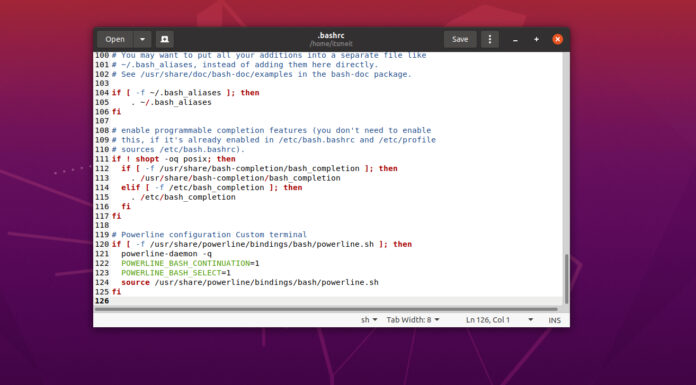 Open
.bashrc
/home/itsmeit
Save
100 # You may want to put all your additions into a separate file like
101 # ~/.bash_aliases, instead of adding them here directly.
102 # See /usr/share/doc/bash-doc/examples in the bash-doc package.
103
104 if [ -f ~/.bash_aliases ]; then
105     . ~/.bash_aliases
106 fi
107
108 # enable programmable completion features (you don't need to enable
109 # this, if it's already enabled in /etc/bash.bashrc and /etc/profile
110 # sources /etc/bash.bashrc).
111 if ! shopt -oq posix; then
112   if [ -f /usr/share/bash-completion/bash_completion ]; then
113     . /usr/share/bash-completion/bash_completion
114   elif [ -f /etc/bash_completion ]; then
115     . /etc/bash_completion
116   fi
117 fi
118
119 # Powerline configuration Custom terminal
120 if [ -f /usr/share/powerline/bindings/bash/powerline.sh ]; then
121   powerline-daemon -q
122   POWERLINE_BASH_CONTINUATION=1
123   POWERLINE_BASH_SELECT=1
124   source /usr/share/powerline/bindings/bash/powerline.sh
125 fi
126
sh Tab Width: 8 Ln 126, Col 1 INS